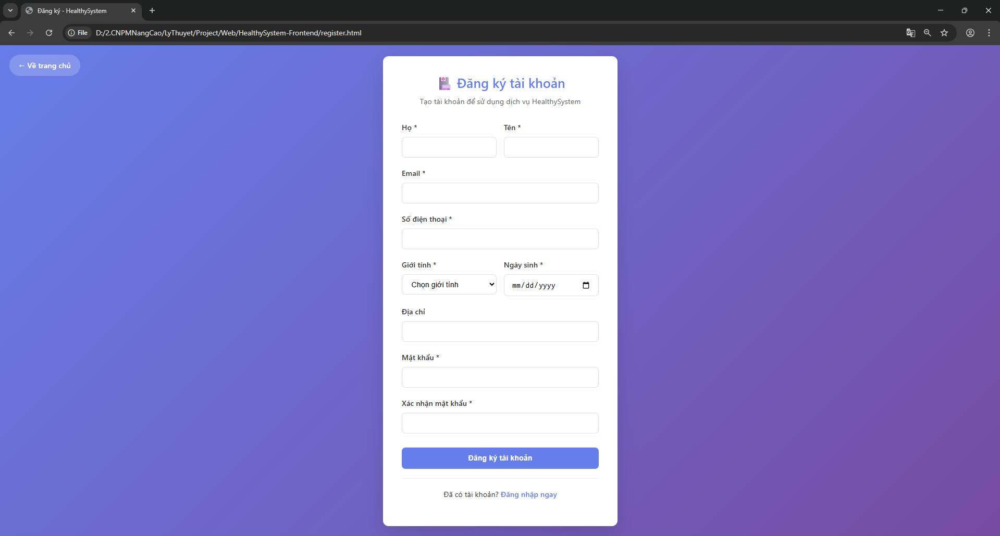 Đăng ký - HealthySystem
File
D:/2.CNPMNangCao/LyThuyet/Project/Web/HealthySystem-Frontend/register.html
← Về trang chủ
Đăng ký tài khoản
Tạo tài khoản để sử dụng dịch vụ HealthySystem
Họ * Tên *
Email *
Số điện thoại *
Giới tính * Ngày sinh *
Chọn giới tính mm/dd/yyyy
Địa chỉ
Mật khẩu *
Xác nhận mật khẩu *
Đăng ký tài khoản
Đã có tài khoản? Đăng nhập ngay